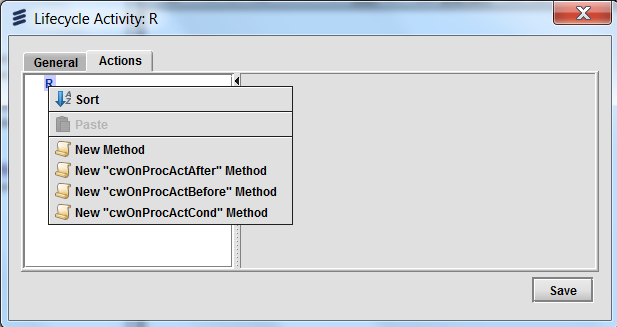 Lifecycle Activity: R
General
Actions
R
Sort
Paste
New Method
New "cwOnProcActAfter" Method
New "cwOnProcActBefore" Method
New "cwOnProcActCond" Method
Save